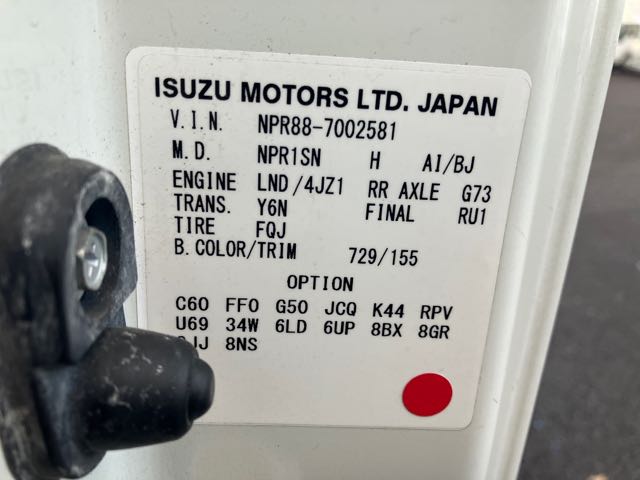 ISUZU MOTORS LTD. JAPAN
V.I.N. NPR88-7002581
M.D. NPR1SN H AI/BJ
ENGINE LND/4JZ1 RR AXLE G73
TRANS. Y6N FINAL RU1
TIRE FQJ
B.COLOR/TRIM 729/155
OPTION
C60 FF0 G50 JCQ K44 RPV
U69 34W 6LD 6UP 8BX 8GR
8NS